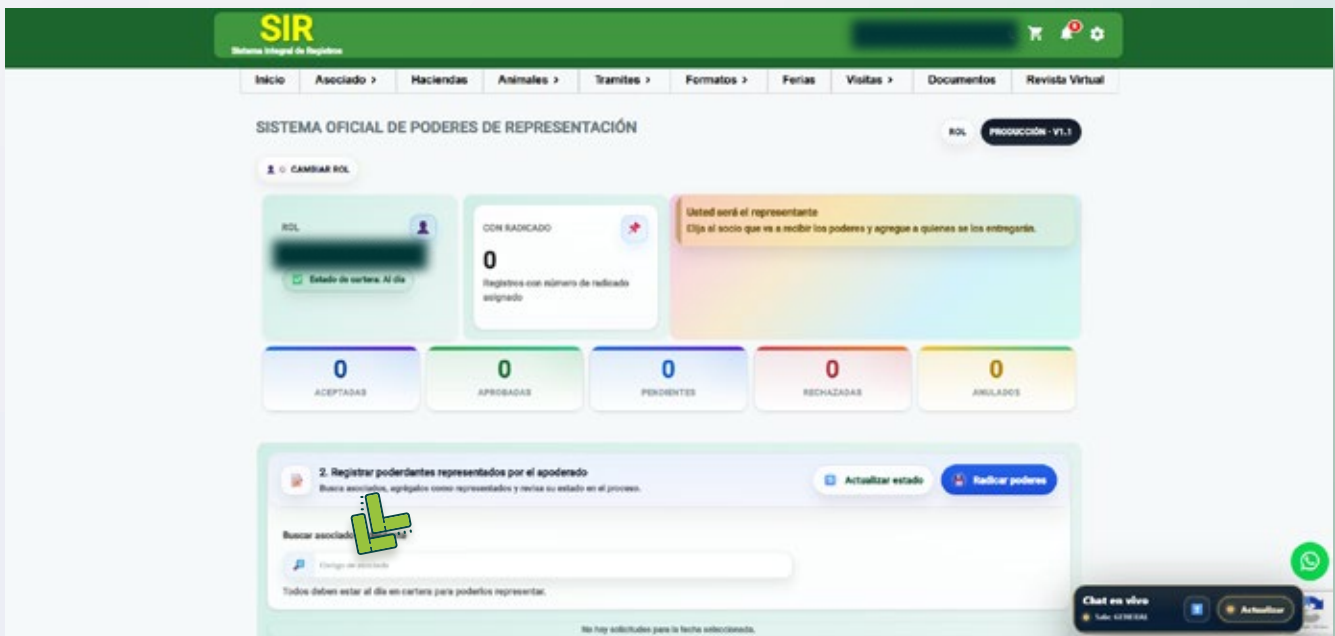 SIR
Sistema Integral de Registros
Inicio Asociado > Haciendas Animales > Tramites > Formatos > Ferias Visitas > Documentos Revista Virtual
SISTEMA OFICIAL DE PODERES DE REPRESENTACIÓN
ROL PRODUCCIÓN - V1.1
CAMBIAR ROL
ROL
Estado de cartera: Al día
CON RADICADO
0
Registros con número de radicado
asignado
Usted será el representante
Elija al socio que va a recibir los poderes y agregue a quienes se los entregarán.
0 0 0 0 0
ACEPTADAS APROBADAS PENDIENTES RECHAZADAS ANULADOS
2. Registrar poderdantes representados por el apoderado
Busca asociados, agrégalos como representados y revisa su estado en el proceso.
Actualizar estado Radicar poderes
Buscar asociado
Código de asociado
Todos deben estar al día en cartera para poderlos representar.
No hay solicitudes para la fecha seleccionada.
Chat en vivo
Sala: GENERAL
Actualizar